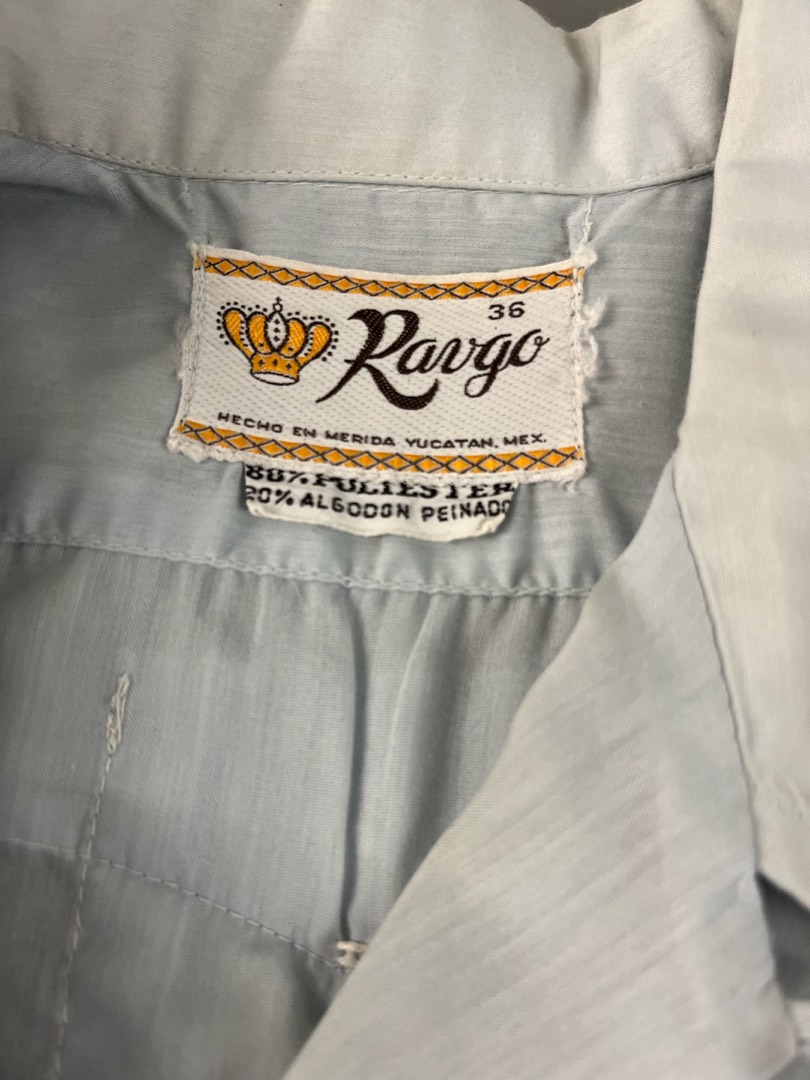 36
Ravgo
HECHO EN MERIDA YUCATAN, MEX.
80% POLIESTER
20% ALGODON PEINADO